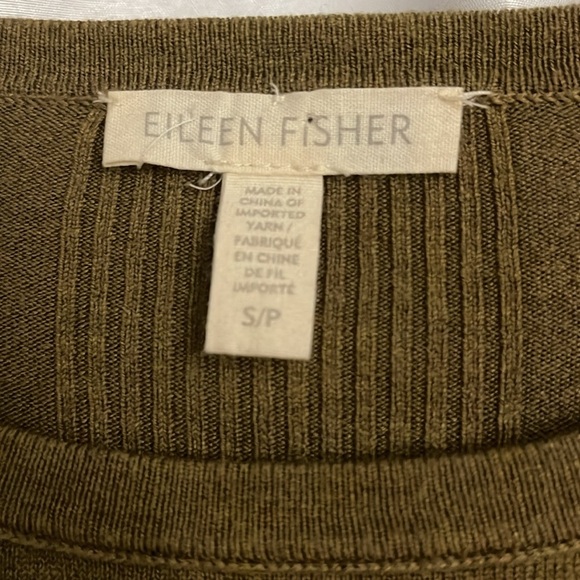 EILEEN FISHER
MADE IN
CHINA OF
IMPORTED
YARN /
FABRIQUÉ
EN CHINE
DE FIL
IMPORTÉ
S/P